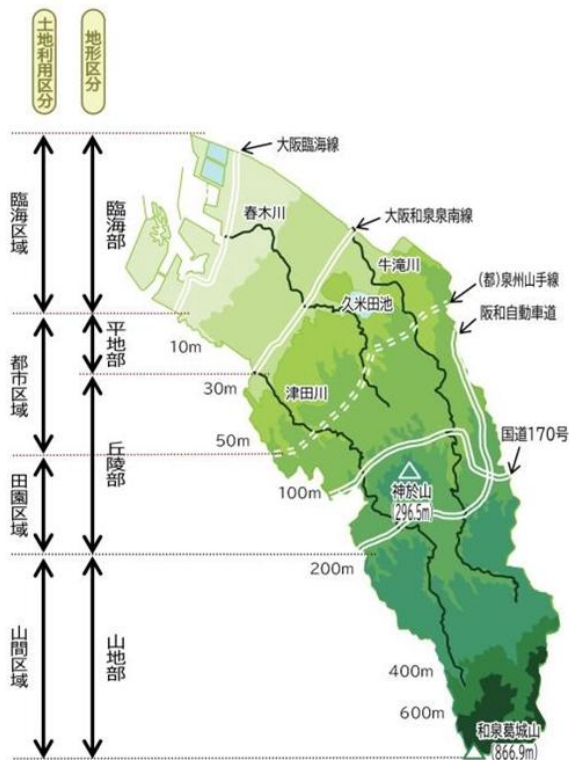 土地利用区分
地形区分
臨海区域
都市区域
田園区域
山間区域
臨海部
平地部
丘陵部
山地部
大阪臨海線
春木川
大阪和泉泉南線
牛滝川
(都)泉州山手線
久米田池
阪和自動車道
10m
30m
津田川
50m
国道170号
100m
神於山
(296.5m)
200m
400m
600m
和泉葛城山
(866.9m)